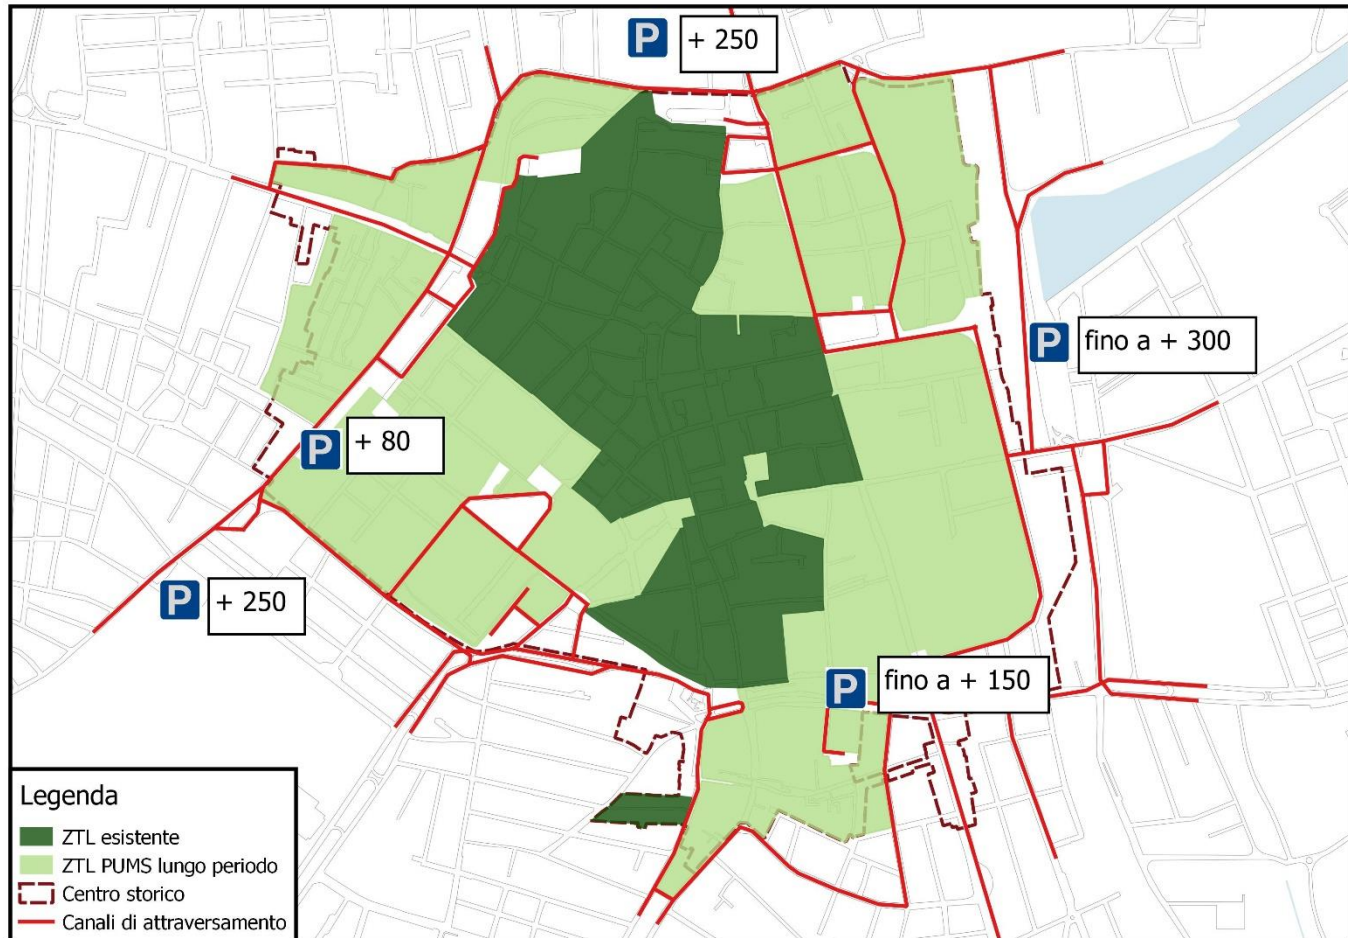 P + 250
P fino a + 300
P + 80
P + 250
P fino a + 150
Legenda
ZTL esistente
ZTL PUMS lungo periodo
Centro storico
Canali di attraversamento